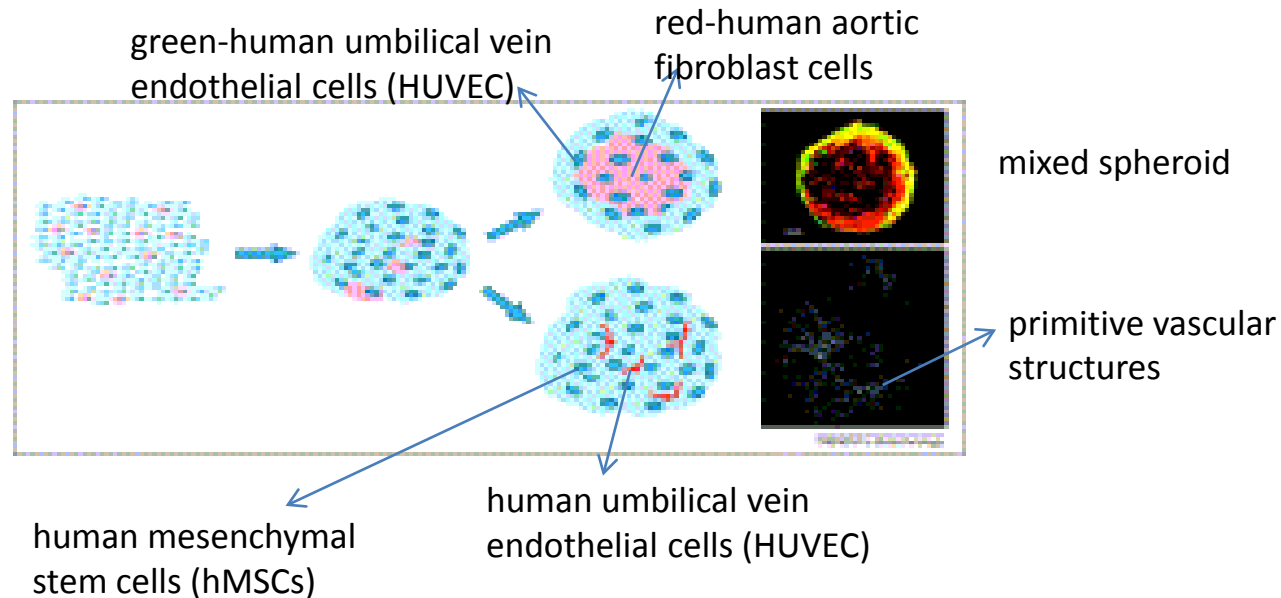 green-human umbilical vein
endothelial cells (HUVEC)
red-human aortic
fibroblast cells
mixed spheroid
primitive vascular
structures
human umbilical vein
endothelial cells (HUVEC)
human mesenchymal
stem cells (hMSCs)